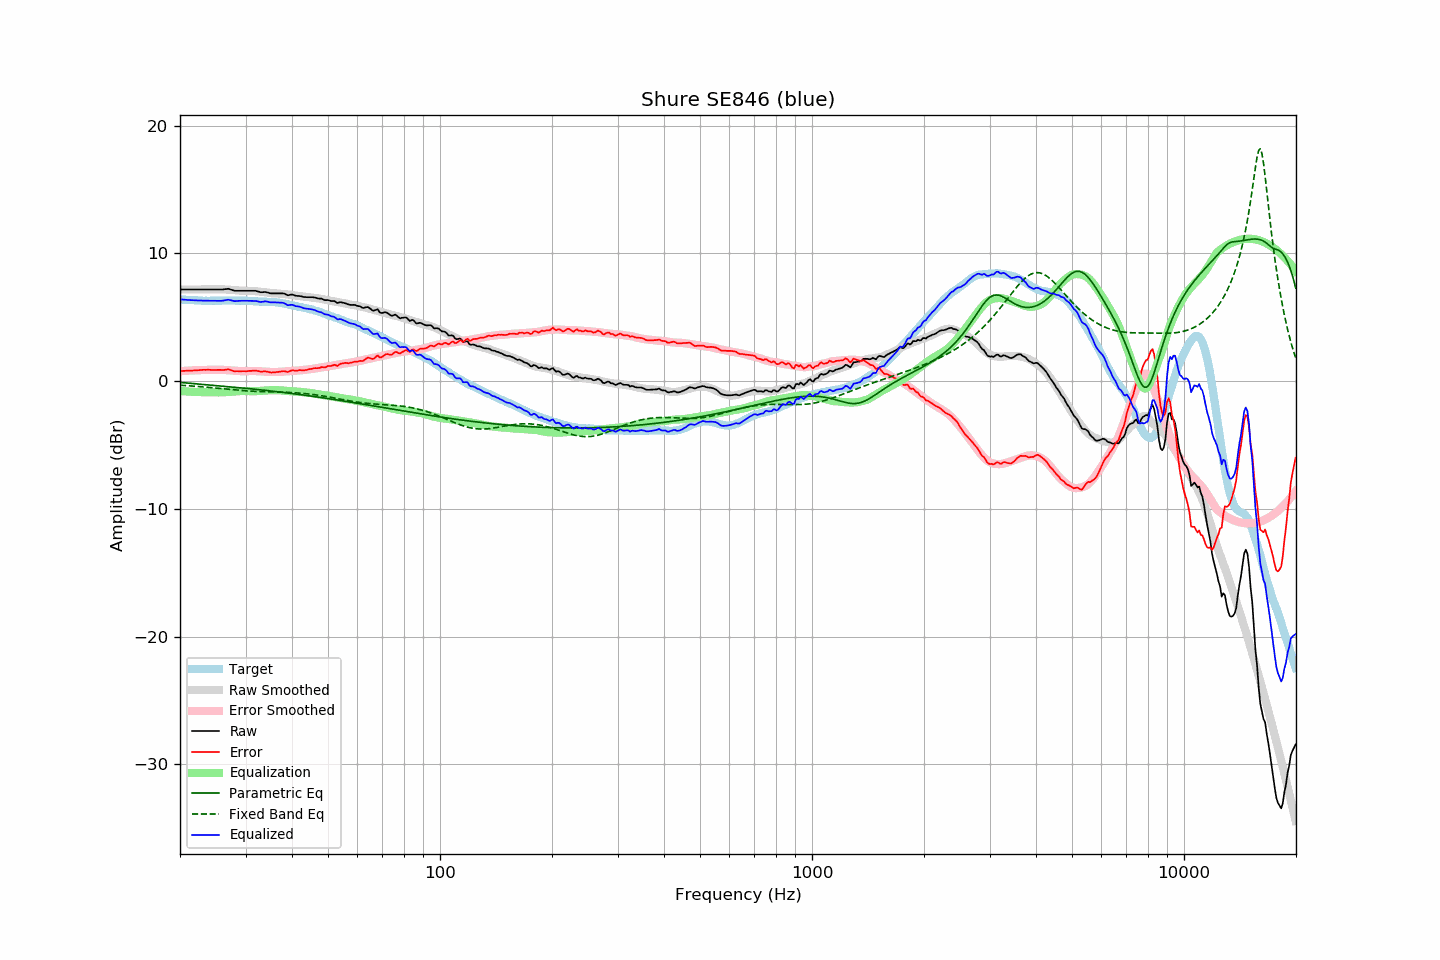 Shure SE846 (blue)
20
10
0
−10
−20
−30
Amplitude (dBr)
Target
Raw Smoothed
Error Smoothed
Raw
Error
Equalization
Parametric Eq
Fixed Band Eq
Equalized
100
1000
10000
Frequency (Hz)